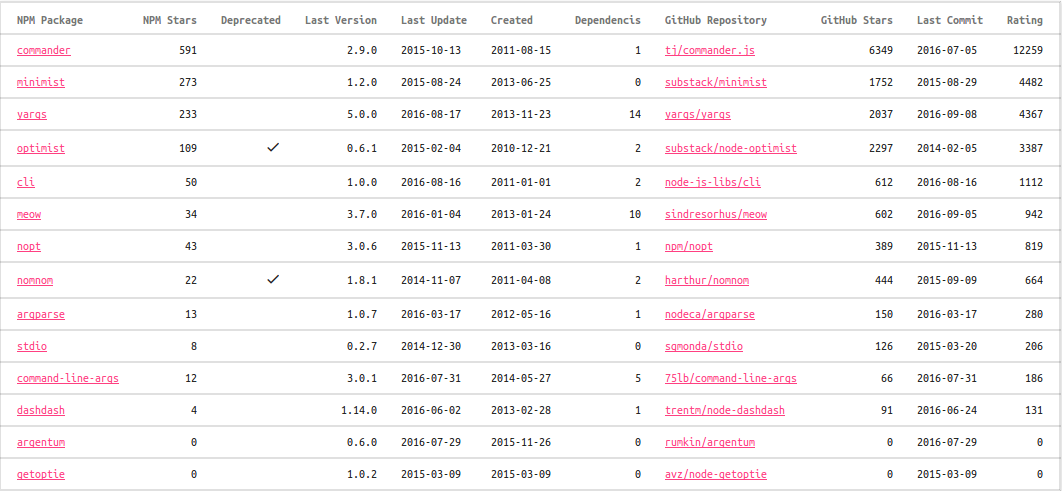 NPM Package NPM Stars Deprecated Last Version Last Update Created Dependencis GitHub Repository GitHub Stars Last Commit Rating
commander 591 2.9.0 2015-10-13 2011-08-15 1 tj/commander.js 6349 2016-07-05 12259
minimist 273 1.2.0 2015-08-24 2013-06-25 0 substack/minimist 1752 2015-08-29 4482
yargs 233 5.0.0 2016-08-17 2013-11-23 14 yargs/yargs 2037 2016-09-08 4367
optimist 109 ✓ 0.6.1 2015-02-04 2010-12-21 2 substack/node-optimist 2297 2014-02-05 3387
cli 50 1.0.0 2016-08-16 2011-01-01 2 node-js-libs/cli 612 2016-08-16 1112
meow 34 3.7.0 2016-01-04 2013-01-24 10 sindresorhus/meow 602 2016-09-05 942
nopt 43 3.0.6 2015-11-13 2011-03-30 1 npm/nopt 389 2015-11-13 819
nomnom 22 ✓ 1.8.1 2014-11-07 2011-04-08 2 harthur/nomnom 444 2015-09-09 664
argparse 13 1.0.7 2016-03-17 2012-05-16 1 nodeca/argparse 150 2016-03-17 280
stdio 8 0.2.7 2014-12-30 2013-03-16 0 sgmonda/stdio 126 2015-03-20 206
command-line-args 12 3.0.1 2016-07-31 2014-05-27 5 75lb/command-line-args 66 2016-07-31 186
dashdash 4 1.14.0 2016-06-02 2013-02-28 1 trentm/node-dashdash 91 2016-06-24 131
argentum 0 0.6.0 2016-07-29 2015-11-26 0 rumkin/argentum 0 2016-07-29 0
getoptie 0 1.0.2 2015-03-09 2015-03-09 0 avz/node-getoptie 0 2015-03-09 0